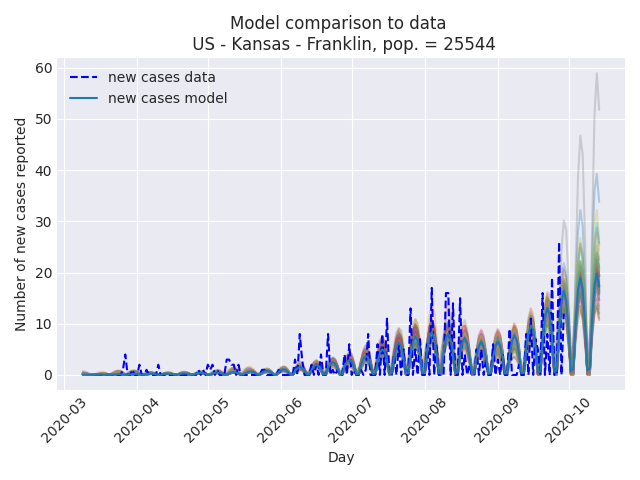 Model comparison to data
US - Kansas - Franklin, pop. = 25544
new cases data
new cases model
Number of new cases reported
60
50
40
30
20
10
0
2020-03
2020-04
2020-05
2020-06
2020-07
2020-08
2020-09
2020-10
Day